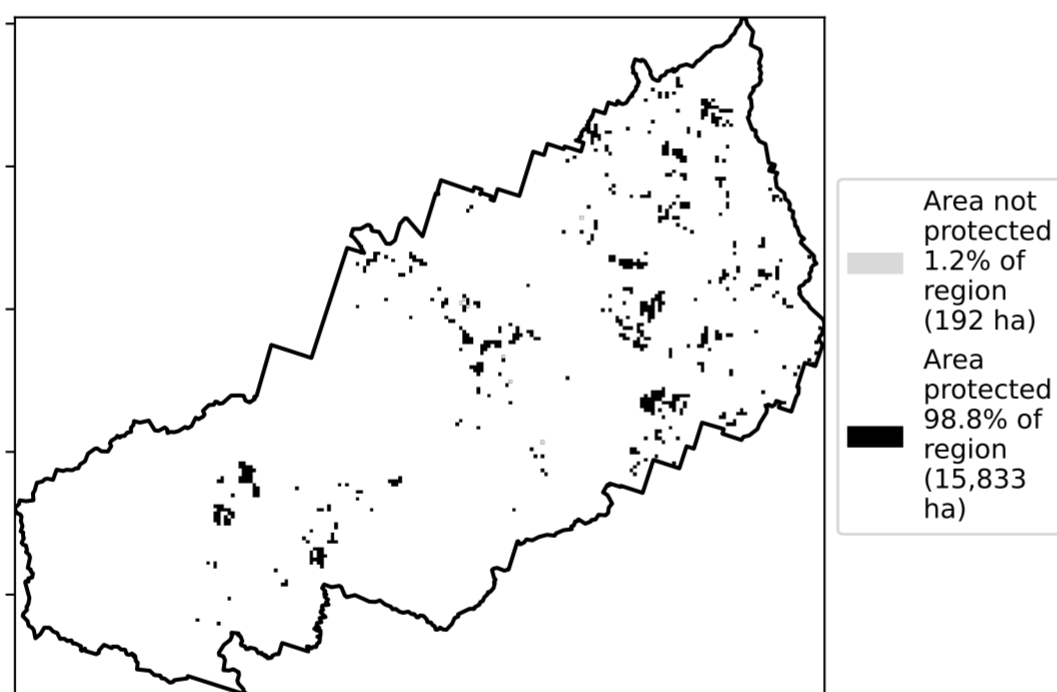 Area not
protected
1.2% of
region
(192 ha)
Area
protected
98.8% of
region
(15,833
ha)